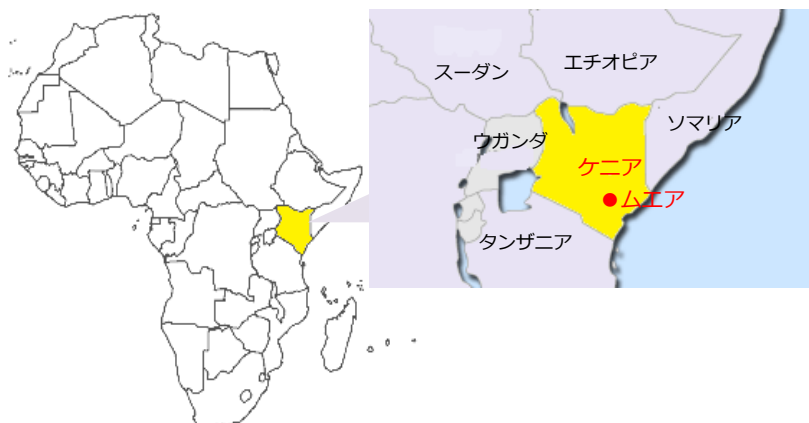 スーダン
エチオピア
ウガンダ
ソマリア
ケニア
ムエア
タンザニア